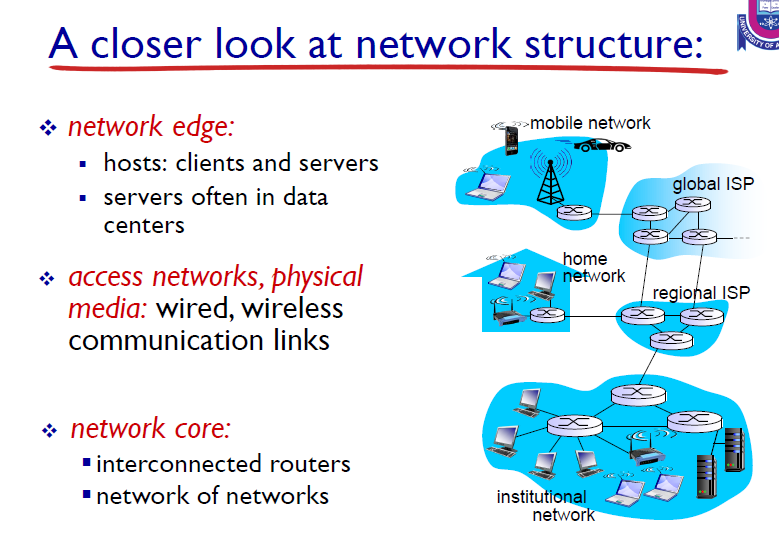 A closer look at network structure:
UNIVERSITY OF
network edge:
hosts: clients and servers
servers often in data
centers
access networks, physical
media: wired, wireless
communication links
network core:
interconnected routers
network of networks
mobile network
global ISP
home
network
regional ISP
institutional
network